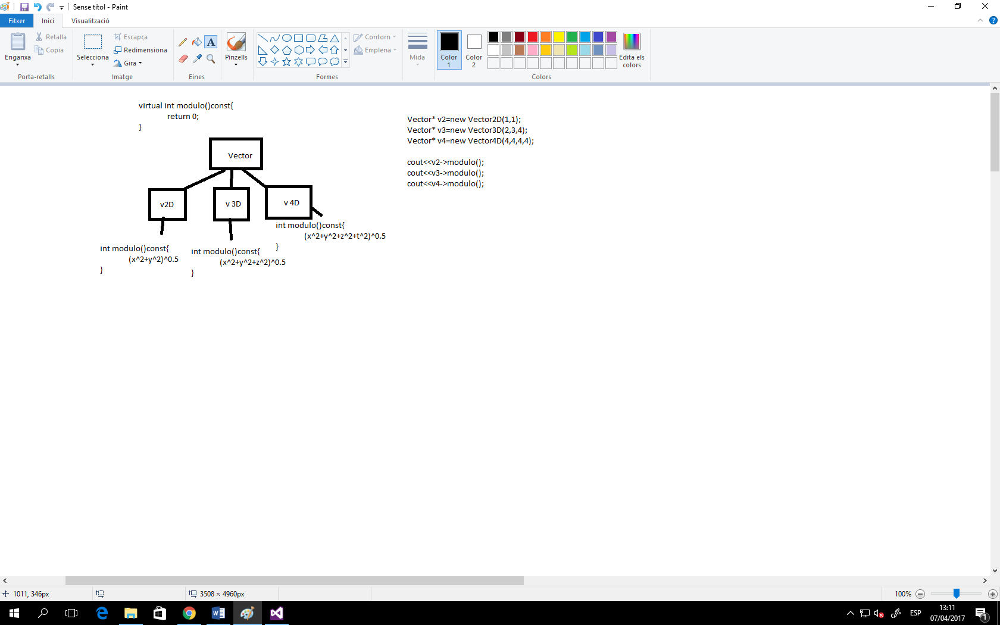 Sense títol - Paint
Fitxer
Inici
Visualització
Enganxa
Retalla
Copia
Porta-retalls
Selecciona
Escapça
Redimensiona
Gira
Imatge
A
Eines
Pinzells
Formes
Contorn
Emplena
Mida
Color
1
Color
2
Edita els
colors
Colors
virtual int modulo()const{
return 0;
}
Vector
v2D
v 3D
v 4D
int modulo()const{
(x^2+y^2)^0.5
}
int modulo()const{
(x^2+y^2+z^2)^0.5
}
int modulo()const{
(x^2+y^2+z^2+t^2)^0.5
}
Vector* v2=new Vector2D(1,1);
Vector* v3=new Vector3D(2,3,4);
Vector* v4=new Vector4D(4,4,4,4);
cout<<v2->modulo();
cout<<v3->modulo();
cout<<v4->modulo();
1011, 346px
3508 × 4960px
100%
ESP
13:11
07/04/2017
1